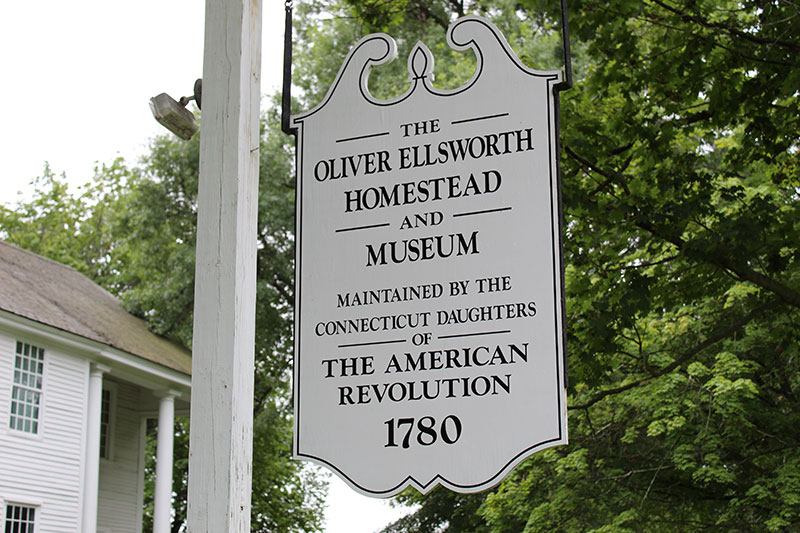 THE
OLIVER ELLSWORTH
HOMESTEAD
AND
MUSEUM
MAINTAINED BY THE
CONNECTICUT DAUGHTERS
OF
THE AMERICAN
REVOLUTION
1780